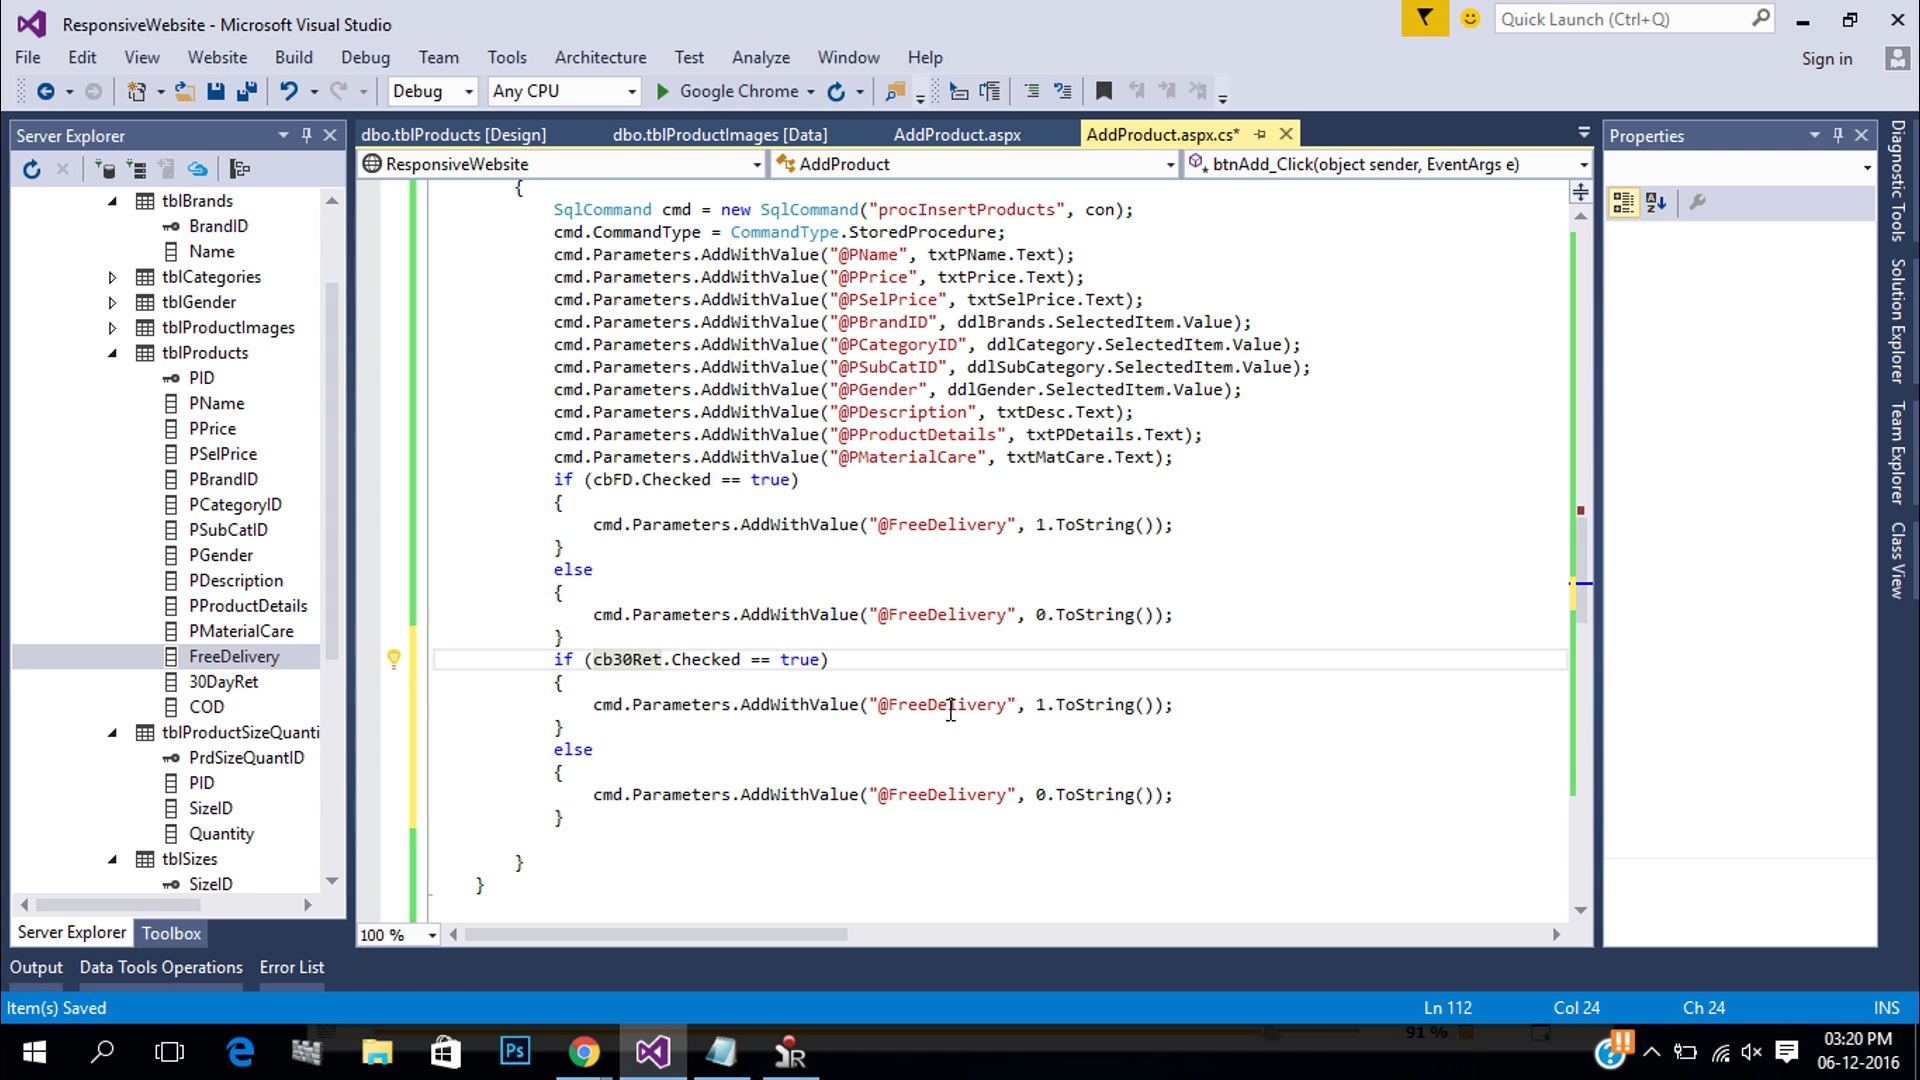 ResponsiveWebsite - Microsoft Visual Studio
Quick Launch (Ctrl+Q)
File Edit View Website Build Debug Team Tools Test Architecture Analyze Window Help
Sign in
Debug Any CPU Google Chrome
Server Explorer
dbo.tblProducts [Design] dbo.tblProductImages [Data] AddProduct.aspx AddProduct.aspx.cs*
Properties
ResponsiveWebsite AddProduct btnAdd_Click(object sender, EventArgs e)
tblBrands
BrandID
Name
tblCategories
tblGender
tblProductImages
tblProducts
PID
PName
PPrice
PSelPrice
PBrandID
PCategoryID
PSubCatID
PGender
PDescription
PProductDetails
PMaterialCare
FreeDelivery
30DayRet
COD
tblProductSizeQuanti
PrdSizeQuantID
PID
SizeID
Quantity
tblSizes
SizeID
Server Explorer Toolbox
{
SqlCommand cmd = new SqlCommand("procInsertProducts", con);
cmd.CommandType = CommandType.StoredProcedure;
cmd.Parameters.AddWithValue("@PName", txtPName.Text);
cmd.Parameters.AddWithValue("@PPrice", txtPrice.Text);
cmd.Parameters.AddWithValue("@PSelPrice", txtSelPrice.Text);
cmd.Parameters.AddWithValue("@PBrandID", ddlBrands.SelectedItem.Value);
cmd.Parameters.AddWithValue("@PCategoryID", ddlCategory.SelectedItem.Value);
cmd.Parameters.AddWithValue("@PSubCatID", ddlSubCategory.SelectedItem.Value);
cmd.Parameters.AddWithValue("@PGender", ddlGender.SelectedItem.Value);
cmd.Parameters.AddWithValue("@PDescription", txtDesc.Text);
cmd.Parameters.AddWithValue("@PProductDetails", txtPDetails.Text);
cmd.Parameters.AddWithValue("@PMaterialCare", txtMatCare.Text);
if (cbFD.Checked == true)
{
cmd.Parameters.AddWithValue("@FreeDelivery", 1.ToString());
}
else
{
cmd.Parameters.AddWithValue("@FreeDelivery", 0.ToString());
}
if (cb30Ret.Checked == true)
{
cmd.Parameters.AddWithValue("@FreeDelivery", 1.ToString());
}
else
{
cmd.Parameters.AddWithValue("@FreeDelivery", 0.ToString());
}
}
}
100 %
Diagnostic Tools
Solution Explorer
Team Explorer
Class View
Output Data Tools Operations Error List
Item(s) Saved Ln 112 Col 24 Ch 24 INS
91 %
Ps
R
03:20 PM
06-12-2016